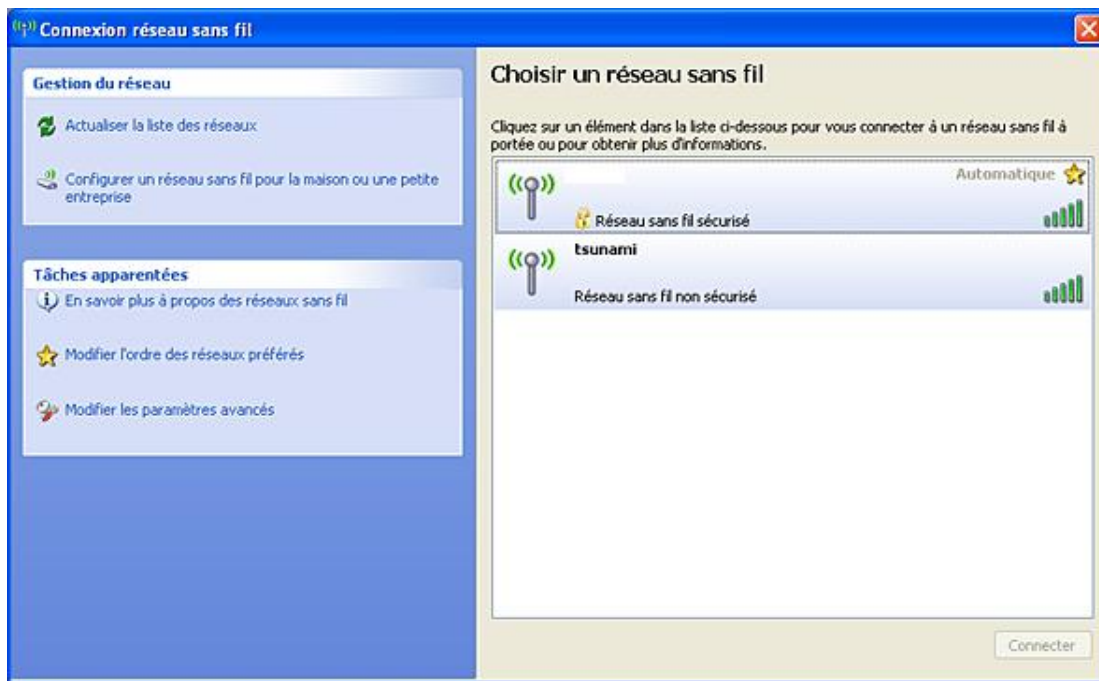 Connexion réseau sans fil
Gestion du réseau
Actualiser la liste des réseaux
Configurer un réseau sans fil pour la maison ou une petite
entreprise
Tâches apparentées
En savoir plus à propos des réseaux sans fil
Modifier l'ordre des réseaux préférés
Modifier les paramètres avancés
Choisir un réseau sans fil
Cliquez sur un élément dans la liste ci-dessous pour vous connecter à un réseau sans fil à
portée ou pour obtenir plus d'informations.
Automatique
Réseau sans fil sécurisé
tsunami
Réseau sans fil non sécurisé
Connecter